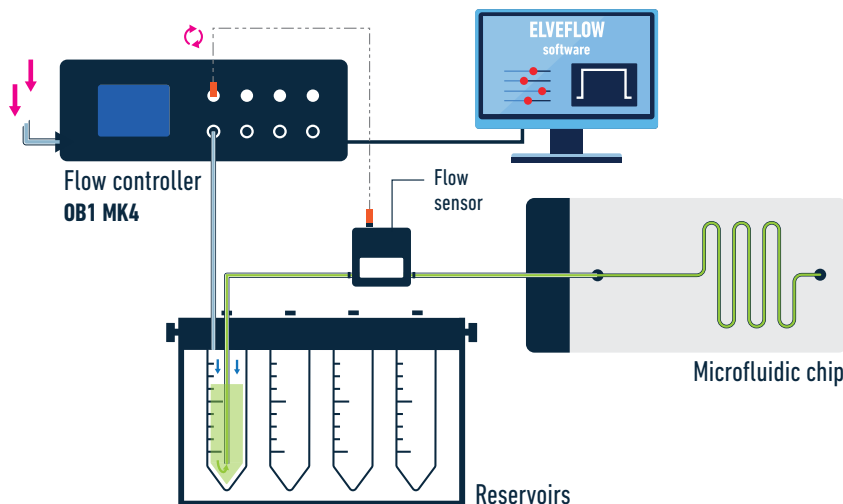 ELVEFLOW
software
Flow controller
OB1 MK4
Flow
sensor
Microfluidic chip
Reservoirs